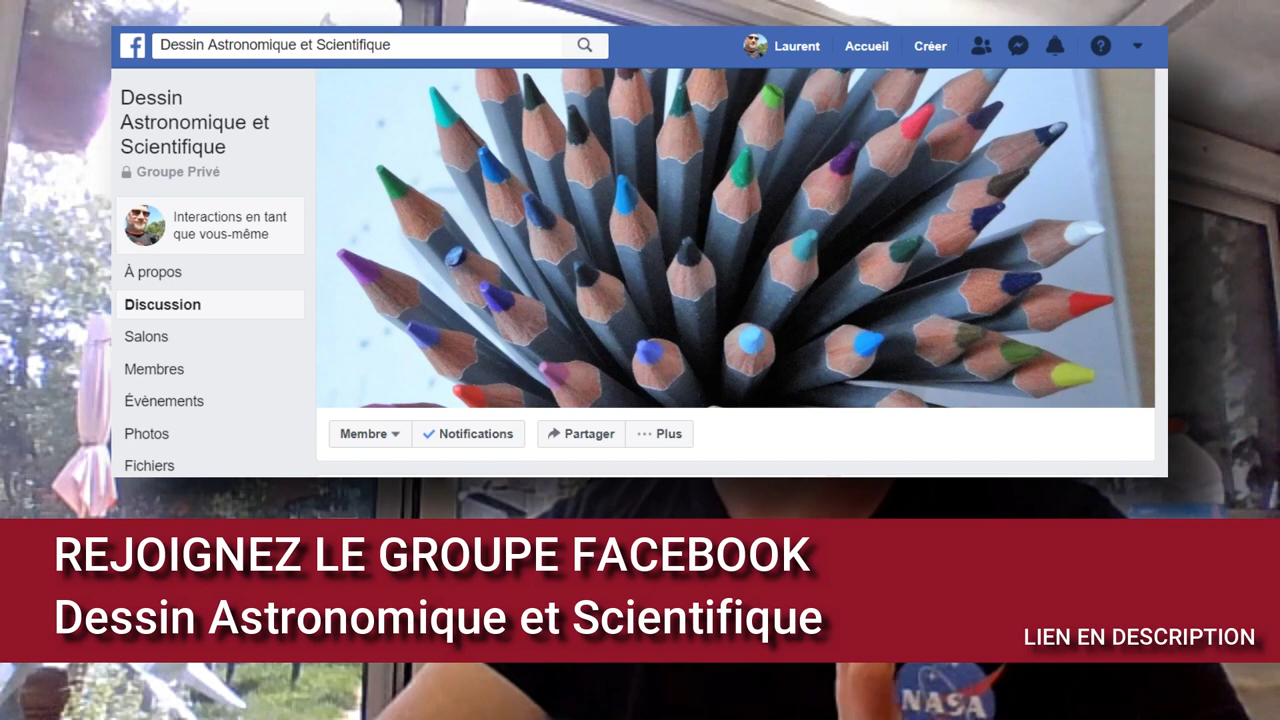 Dessin Astronomique et Scientifique
Laurent
Accueil
Créer
Dessin
Astronomique et
Scientifique
Groupe Privé
Interactions en tant
que vous-même
À propos
Discussion
Salons
Membres
Évènements
Photos
Fichiers
Membre
Notifications
Partager
Plus
REJOIGNEZ LE GROUPE FACEBOOK
Dessin Astronomique et Scientifique
LIEN EN DESCRIPTION
NASA